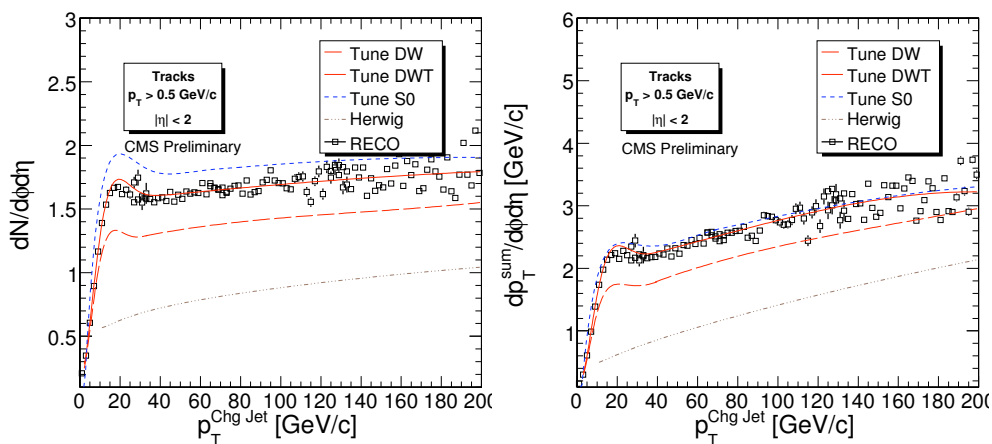 3
2.5
2
1.5
1
0.5
dN/dϕdη
Tracks
p_T > 0.5 GeV/c
|η| < 2
CMS Preliminary
Tune DW
Tune DWT
Tune S0
Herwig
RECO
0 20 40 60 80 100 120 140 160 180 200
p_T^Chg Jet [GeV/c]
6
5
4
3
2
1
dp_T^sum/dϕdη [GeV/c]
Tracks
p_T > 0.5 GeV/c
|η| < 2
CMS Preliminary
Tune DW
Tune DWT
Tune S0
Herwig
RECO
0 20 40 60 80 100 120 140 160 180 200
p_T^Chg Jet [GeV/c]